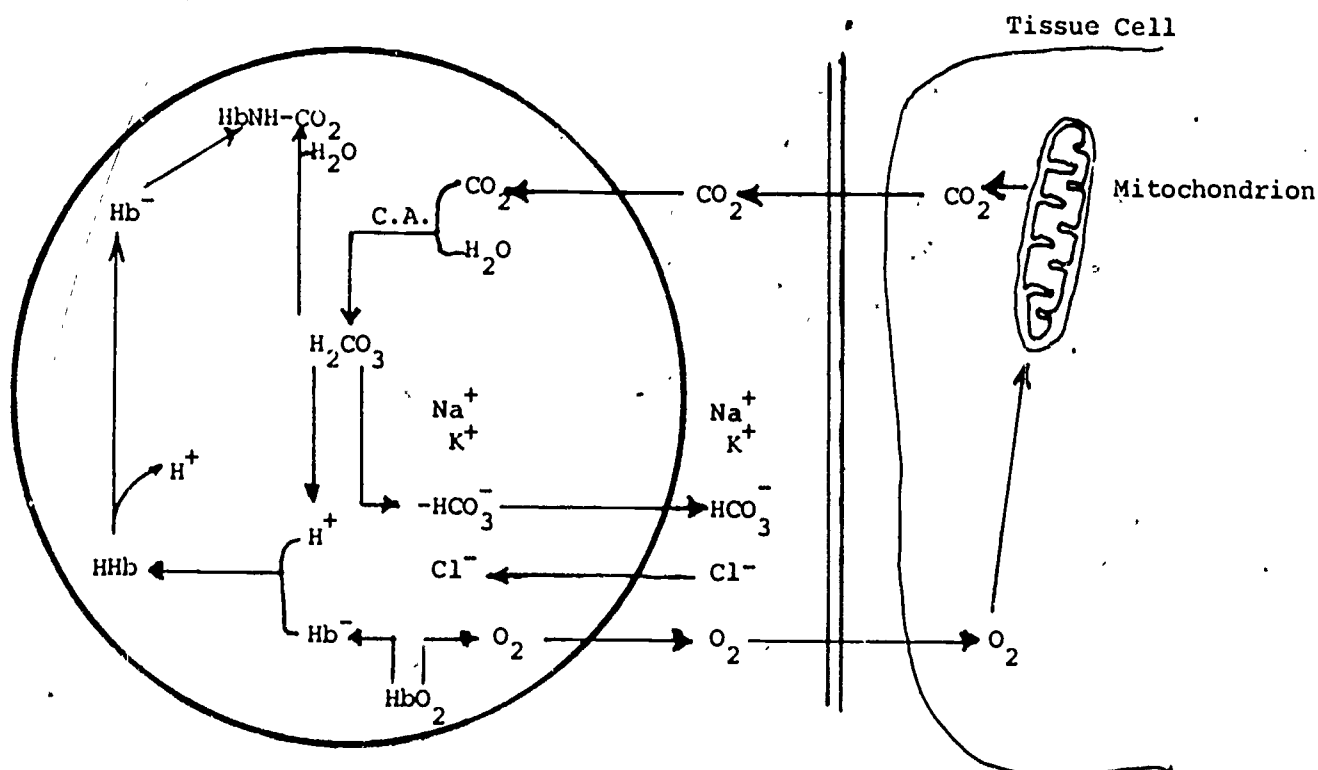 Tissue Cell
HbNH-CO₂
H₂O
Hb⁻
C.A.
CO₂
H₂O
CO₂
CO₂
Mitochondrion
H₂CO₃
Na⁺
K⁺
Na⁺
K⁺
H⁺
-HCO₃⁻
HCO₃⁻
H⁺
HHb
Cl⁻
Cl⁻
Hb⁻
O₂
O₂
O₂
HbO₂